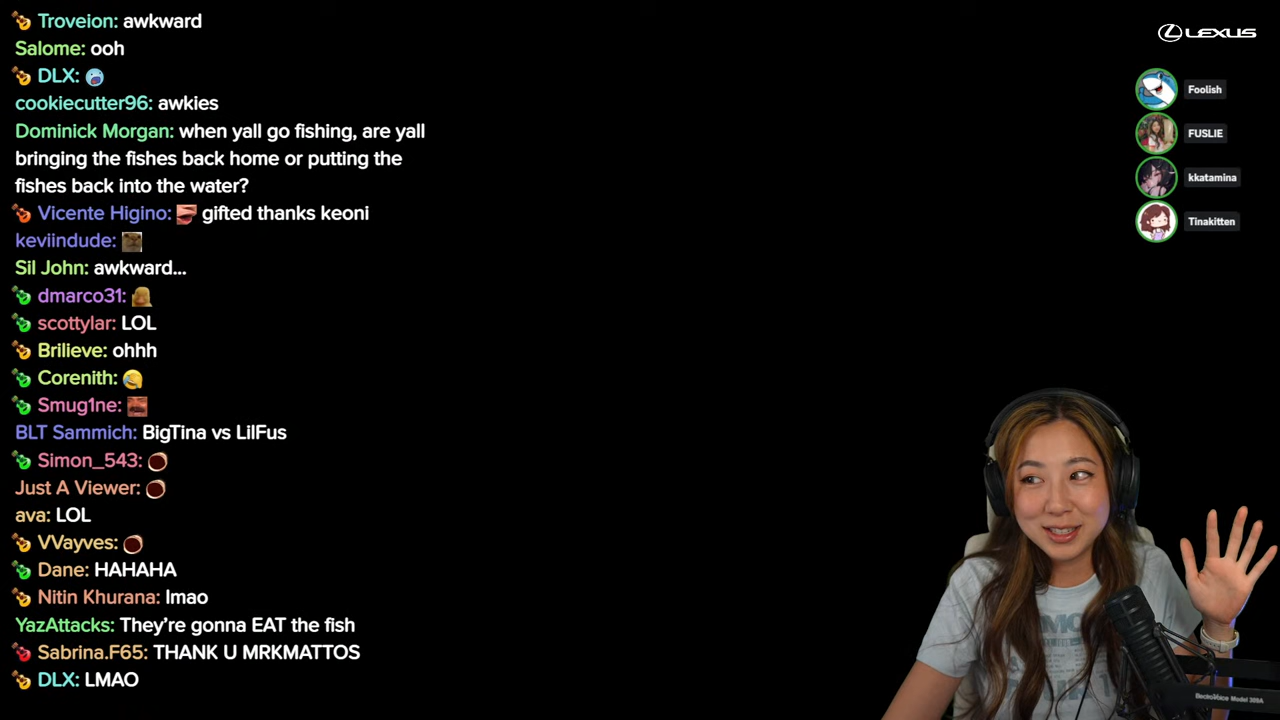 Troveion: awkward
LEXUS
Salome: ooh
DLX:
Foolish
cookiecutter96: awkies
Dominick Morgan: when yall go fishing, are yall
FUSLIE
bringing the fishes back home or putting the
kkatamina
fishes back into the water?
Vicente Higino: gifted thanks keoni
Tinakitten
keviindude:
Sil John: awkward...
dmarco31:
scottylar: LOL
Brilieve: ohhh
Corenith:
Smug1ne:
BLT Sammich: BigTina vs LilFus
Simon_543:
Just A Viewer:
ava: LOL
VVayves:
Dane: HAHAHA
Nitin Khurana: lmao
YazAttacks: They're gonna EAT the fish
Sabrina.F65: THANK U MRKMATTOS
DLX: LMAO
ElectroVoice Model 309A